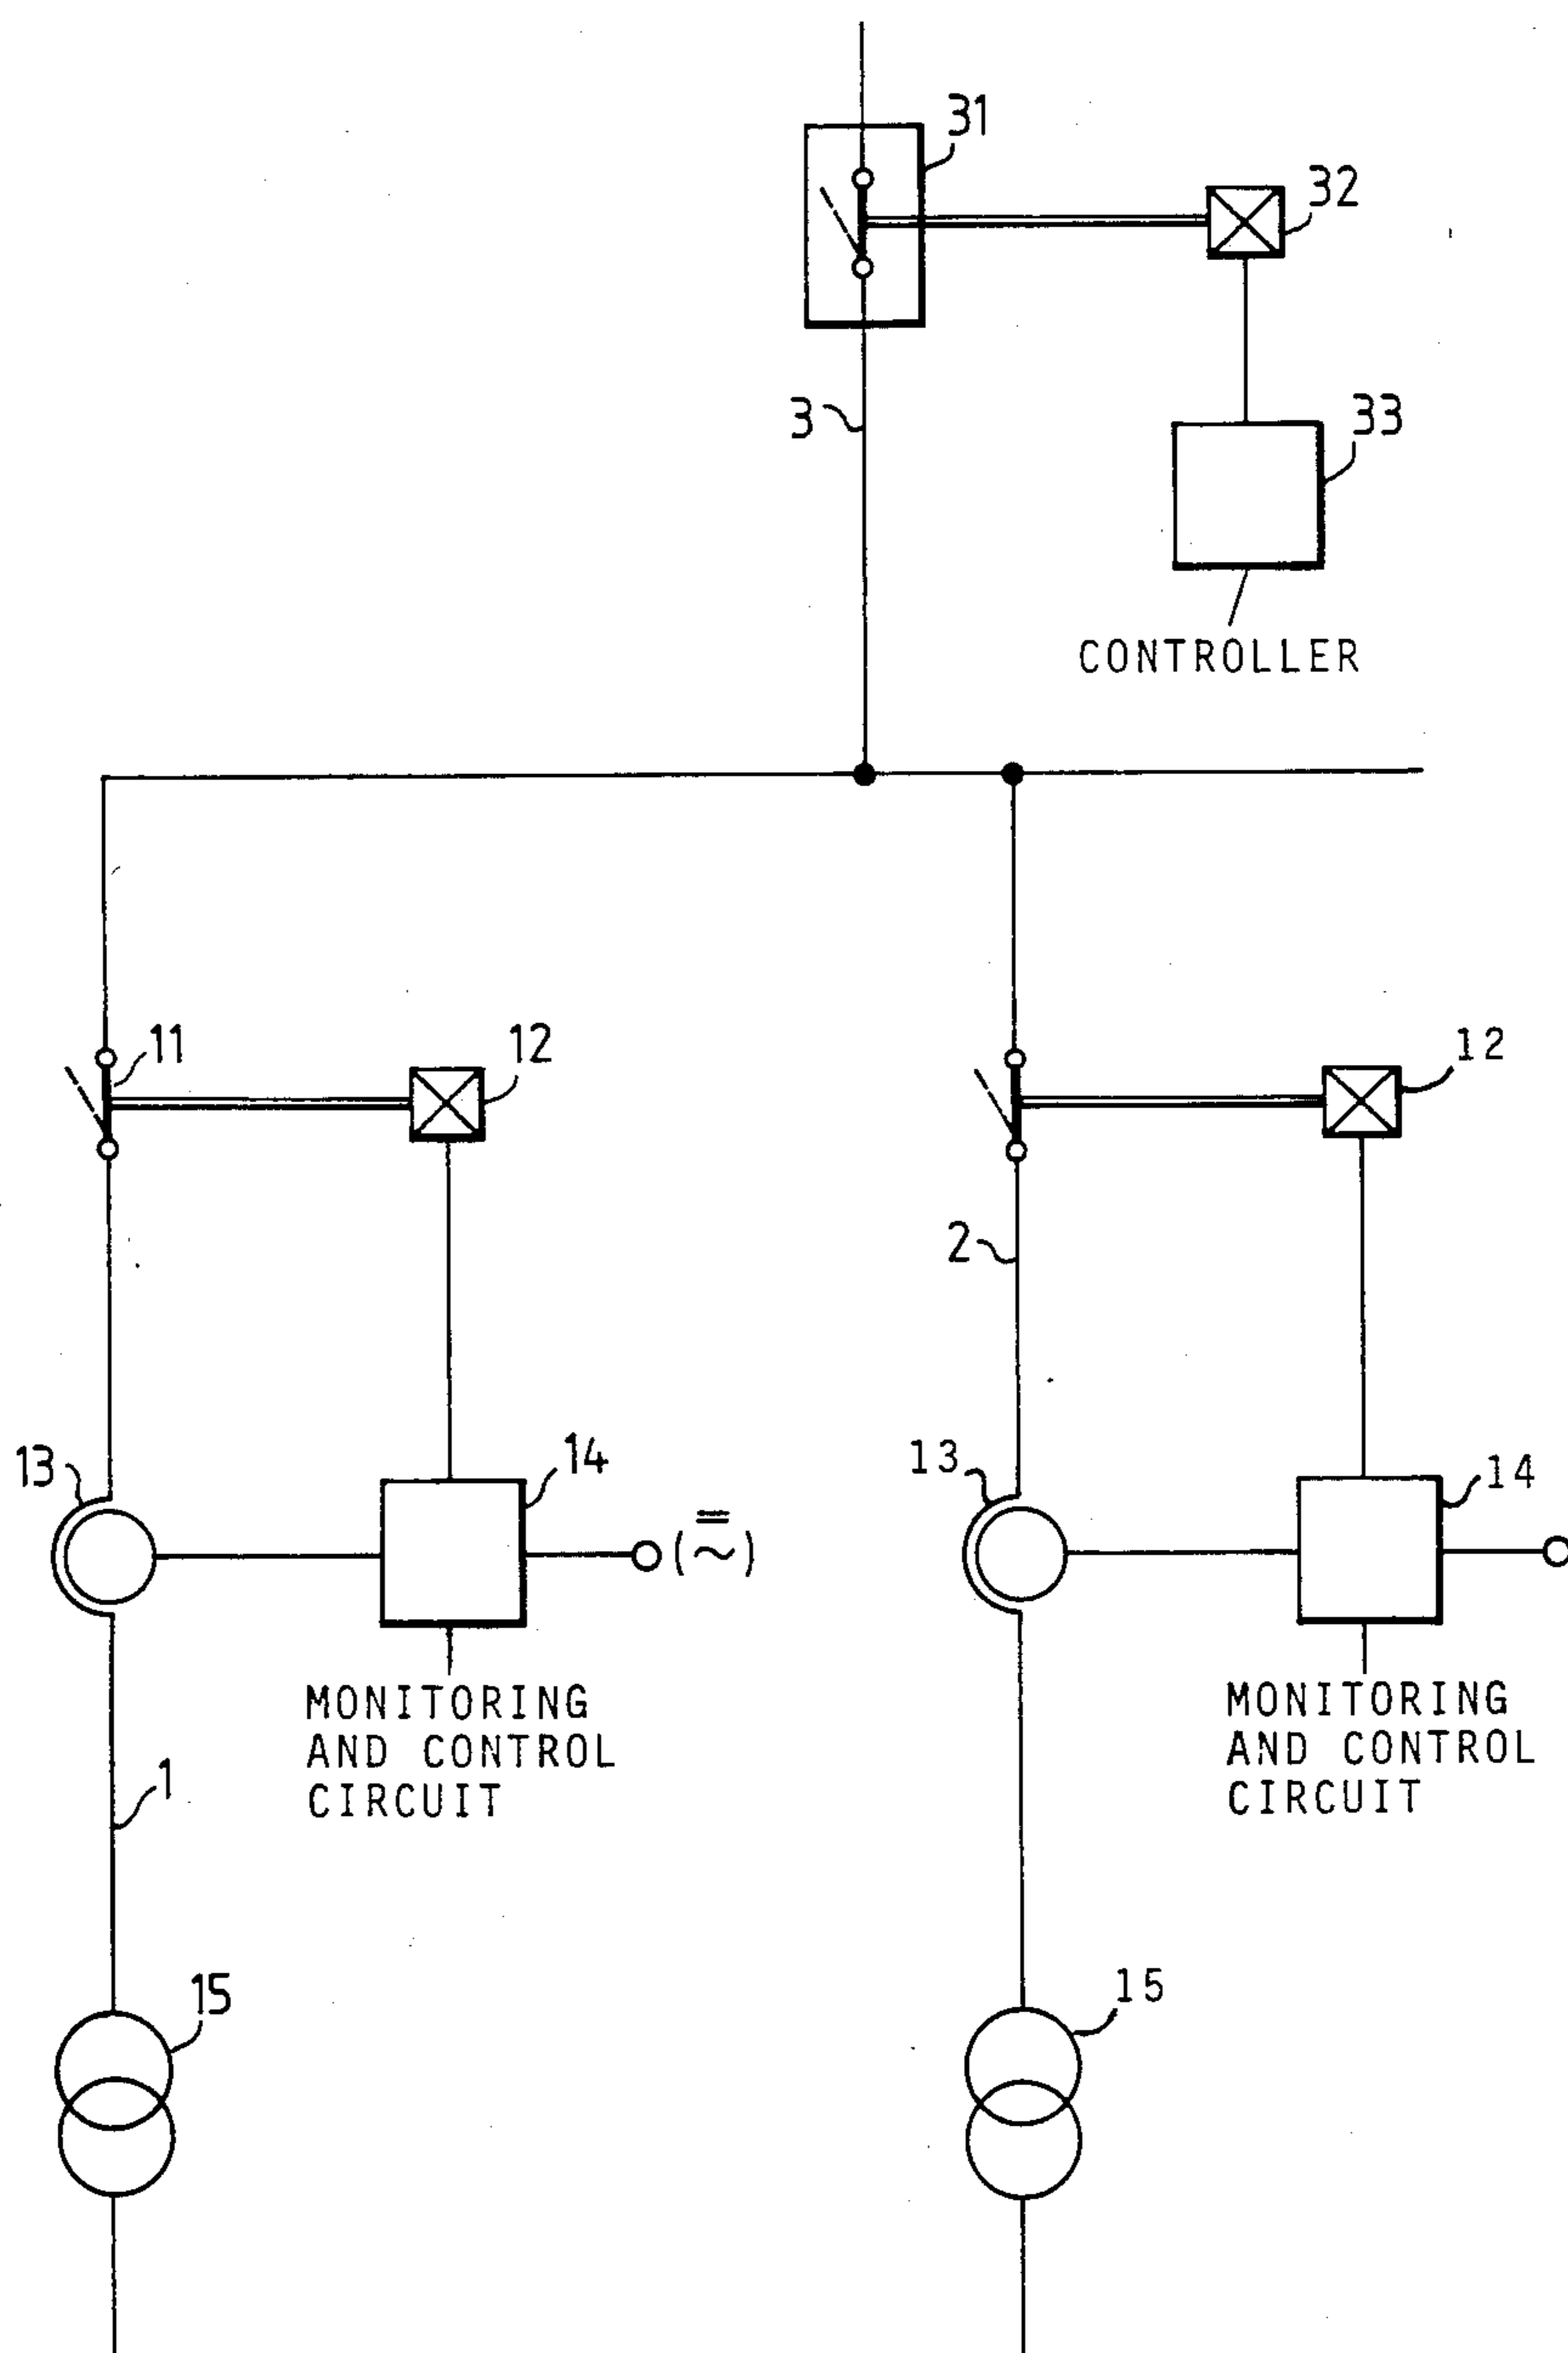 31
32
3
33
CONTROLLER
11
12
12
2
13
14
(≂)
13
14
MONITORING
AND CONTROL
CIRCUIT
MONITORING
AND CONTROL
CIRCUIT
1
15
15